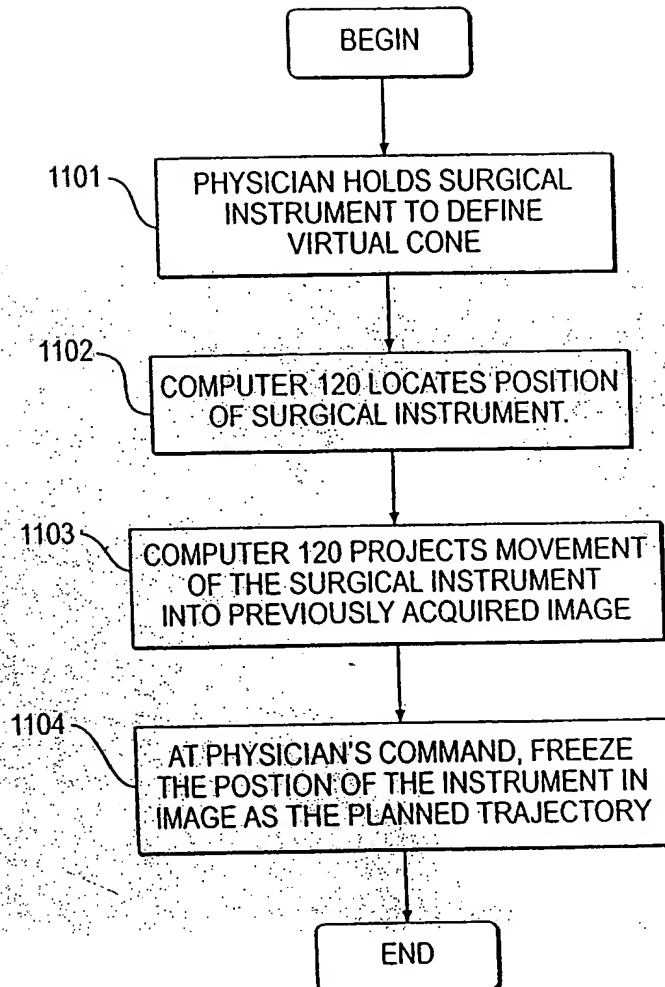 BEGIN
1101
PHYSICIAN HOLDS SURGICAL
INSTRUMENT TO DEFINE
VIRTUAL CONE
1102
COMPUTER 120 LOCATES POSITION
OF SURGICAL INSTRUMENT.
1103
COMPUTER 120 PROJECTS MOVEMENT
OF THE SURGICAL INSTRUMENT
INTO PREVIOUSLY ACQUIRED IMAGE
1104
AT PHYSICIAN'S COMMAND, FREEZE
THE POSTION OF THE INSTRUMENT IN
IMAGE AS THE PLANNED TRAJECTORY
END